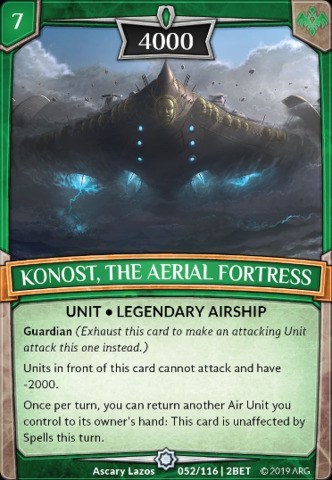 7
4000
KONOST, THE AERIAL FORTRESS
UNIT • LEGENDARY AIRSHIP
Guardian (Exhaust this card to make an attacking Unit
attack this one instead.)
Units in front of this card cannot attack and have
-2000.
Once per turn, you can return another Air Unit you
control to its owner's hand: This card is unaffected by
Spells this turn.
Ascary Lazos 052/116 | 2BET © 2019 ARG